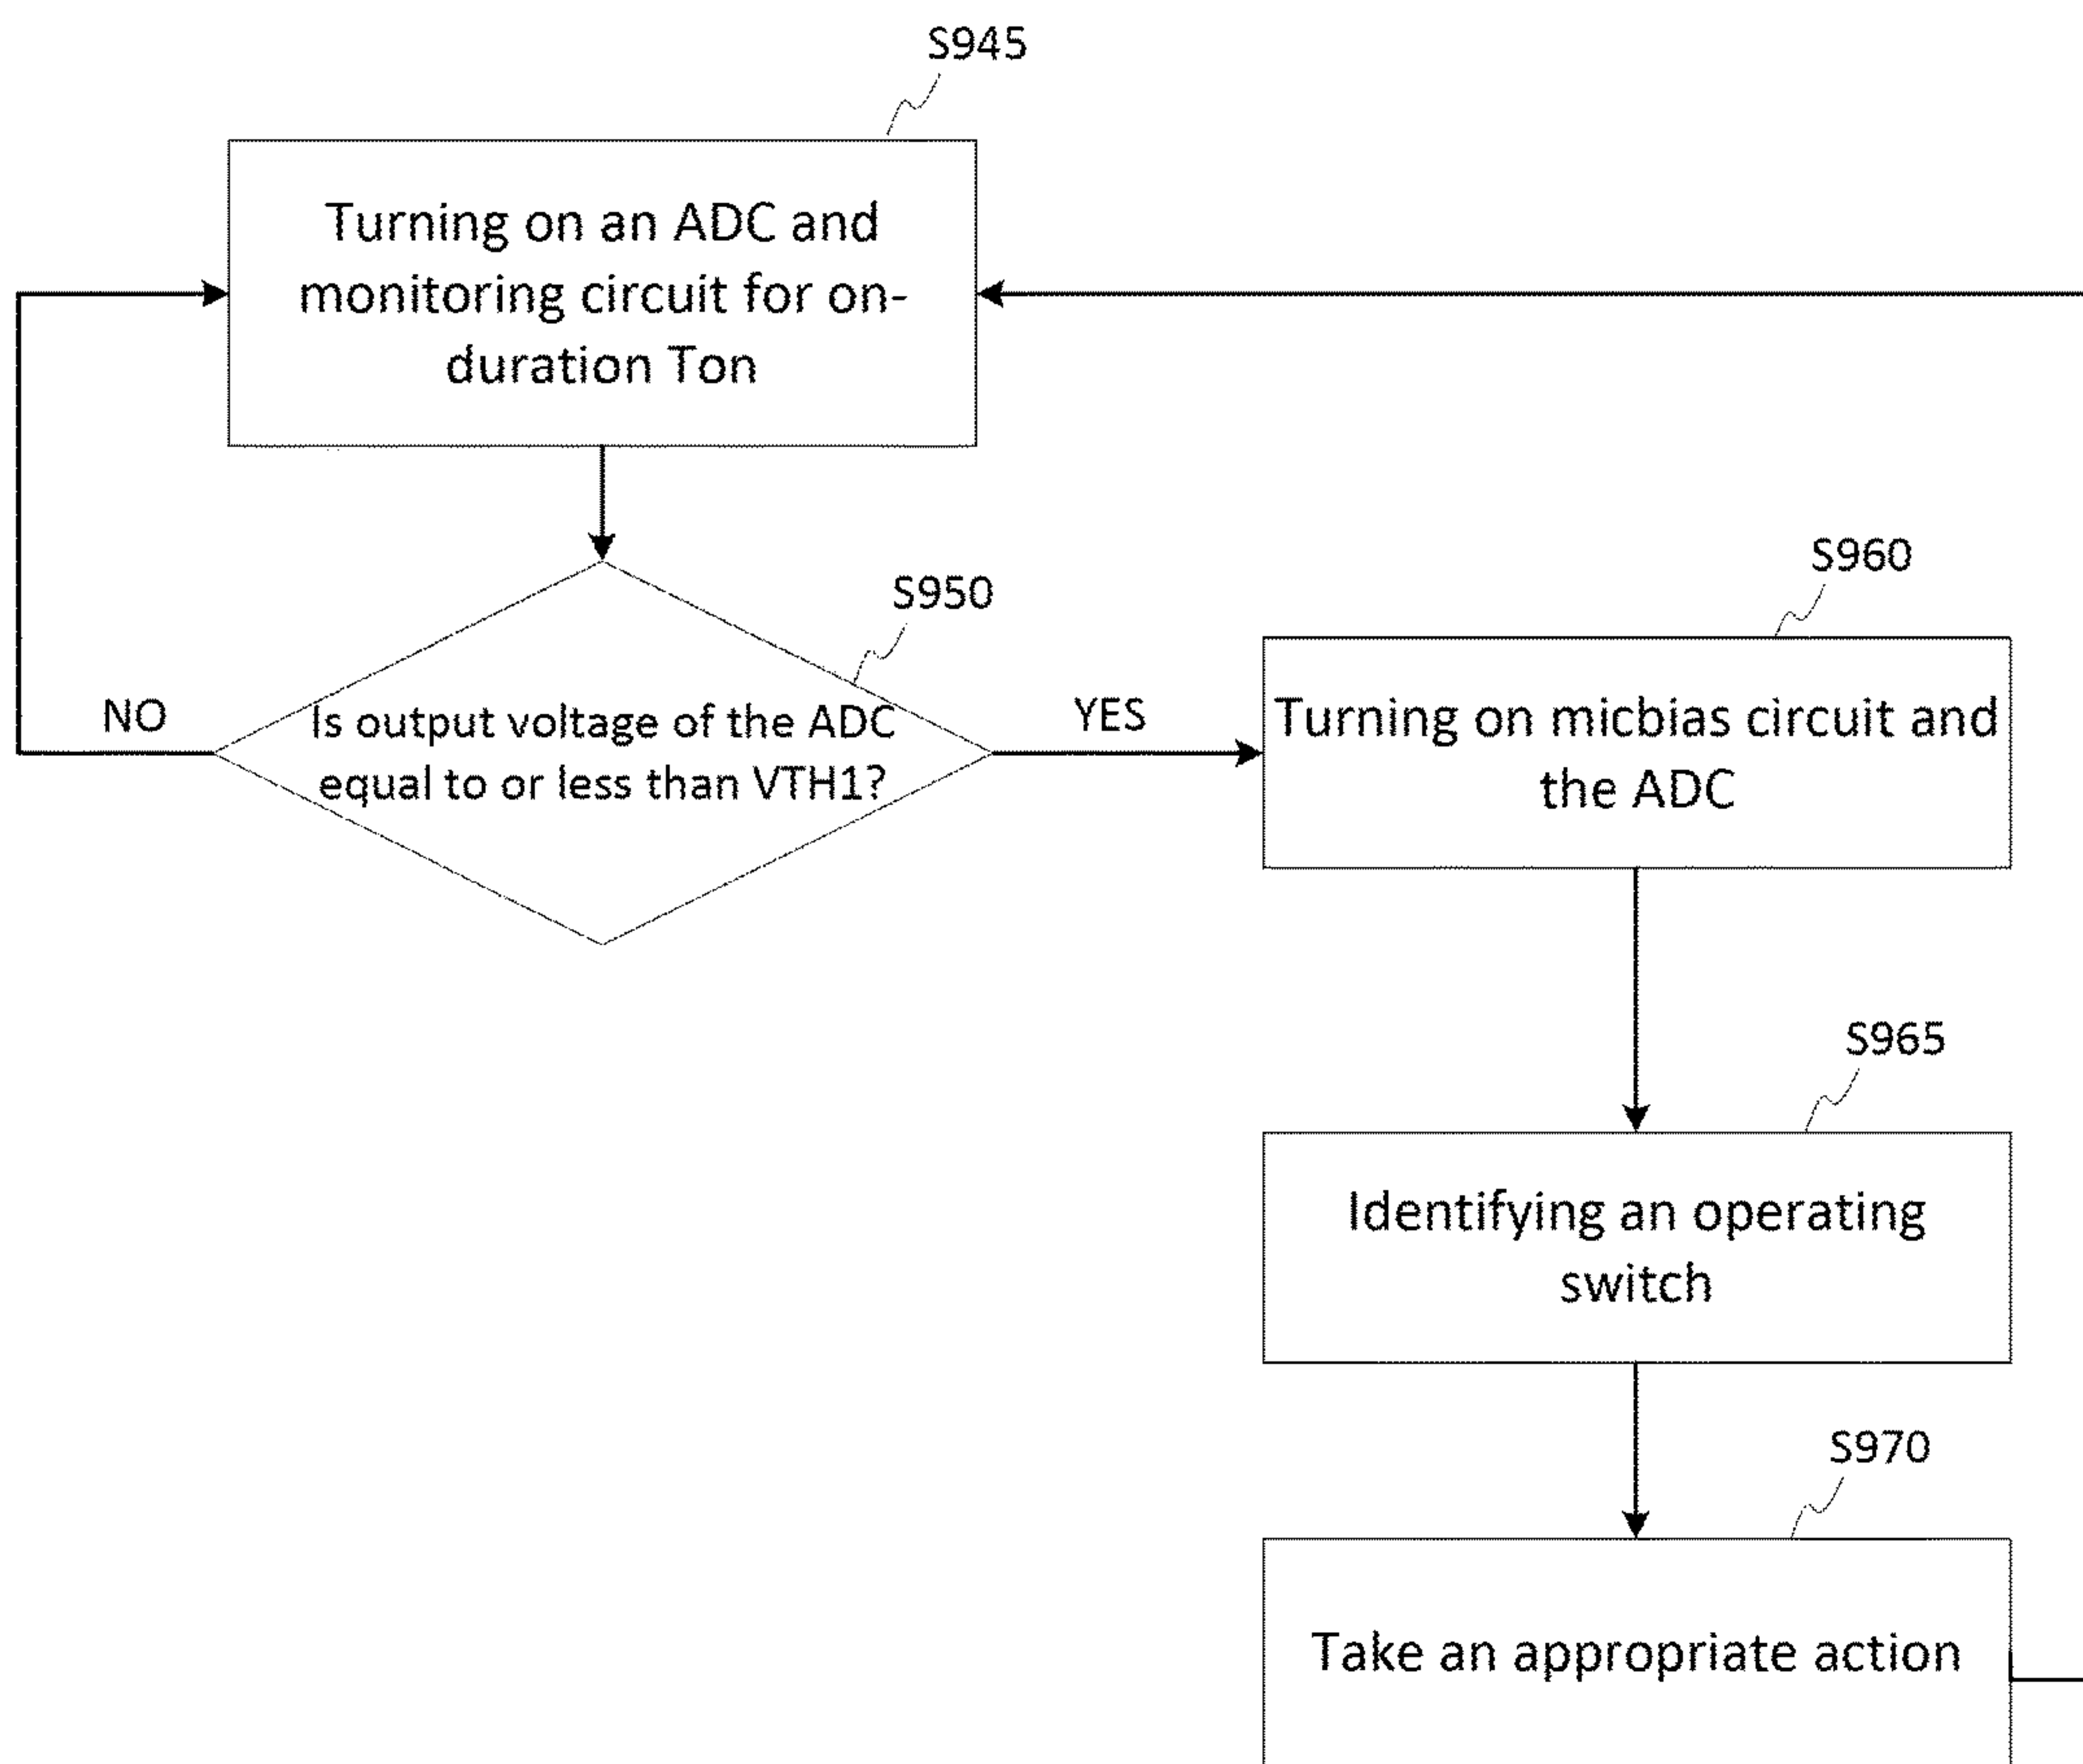 S945
Turning on an ADC and
monitoring circuit for on-
duration Ton
S950
NO
Is output voltage of the ADC
equal to or less than VTH1?
YES
S960
Turning on micbias circuit and
the ADC
S965
Identifying an operating
switch
S970
Take an appropriate action